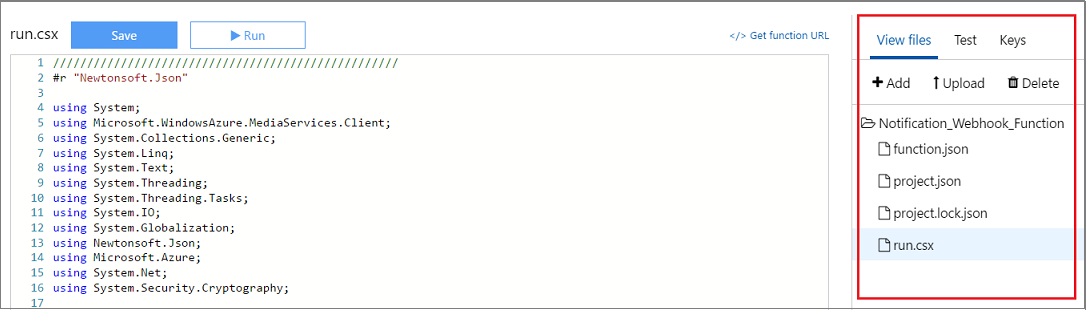 run.csx Save Run </> Get function URL
1 ///////////////////////////////////////////////////
2 #r "Newtonsoft.Json"
3
4 using System;
5 using Microsoft.WindowsAzure.MediaServices.Client;
6 using System.Collections.Generic;
7 using System.Linq;
8 using System.Text;
9 using System.Threading;
10 using System.Threading.Tasks;
11 using System.IO;
12 using System.Globalization;
13 using Newtonsoft.Json;
14 using Microsoft.Azure;
15 using System.Net;
16 using System.Security.Cryptography;
17
View files Test Keys
Add Upload Delete
Notification_Webhook_Function
function.json
project.json
project.lock.json
run.csx